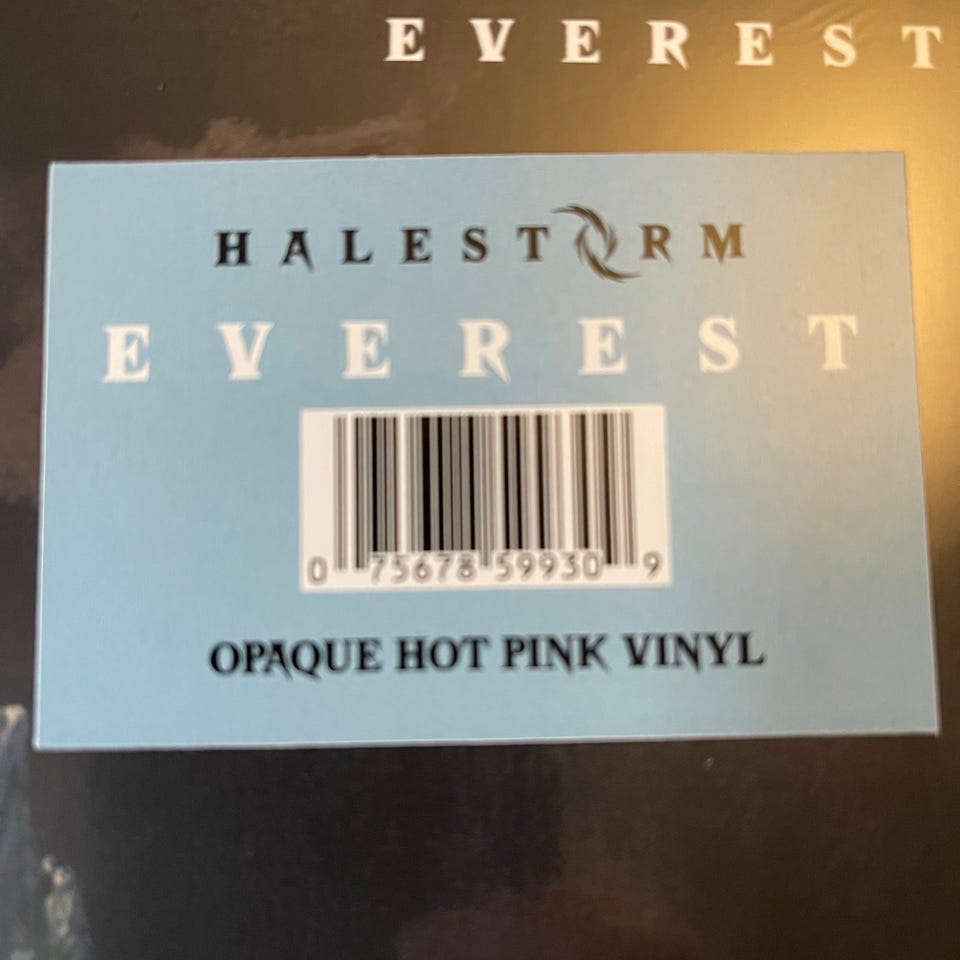 EVEREST
HALESTORM
EVEREST
0 75678 59930 9
OPAQUE HOT PINK VINYL